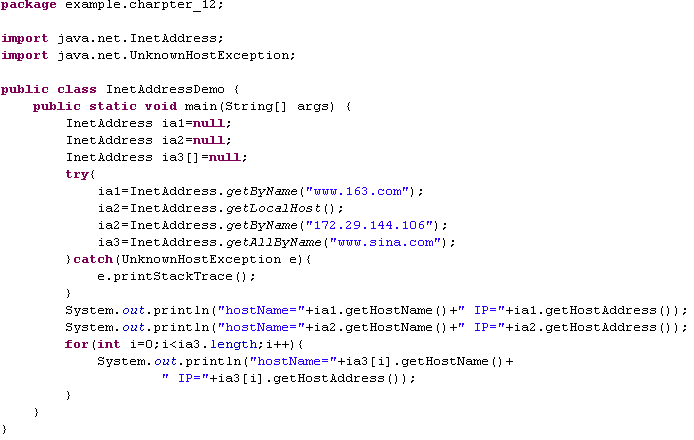 package example.charpter_12;
import java.net.InetAddress;
import java.net.UnknownHostException;
public class InetAddressDemo {
    public static void main(String[] args) {
        InetAddress ia1=null;
        InetAddress ia2=null;
        InetAddress ia3[]=null;
        try{
            ia1=InetAddress.getByName("www.163.com");
            ia2=InetAddress.getLocalHost();
            ia2=InetAddress.getByName("172.29.144.106");
            ia3=InetAddress.getAllByName("www.sina.com");
        }catch(UnknownHostException e){
            e.printStackTrace();
        }
        System.out.println("hostName="+ia1.getHostName()+" IP="+ia1.getHostAddress());
        System.out.println("hostName="+ia2.getHostName()+" IP="+ia2.getHostAddress());
        for(int i=0;i<ia3.length;i++){
            System.out.println("hostName="+ia3[i].getHostName()+
                    " IP="+ia3[i].getHostAddress());
        }
    }
}